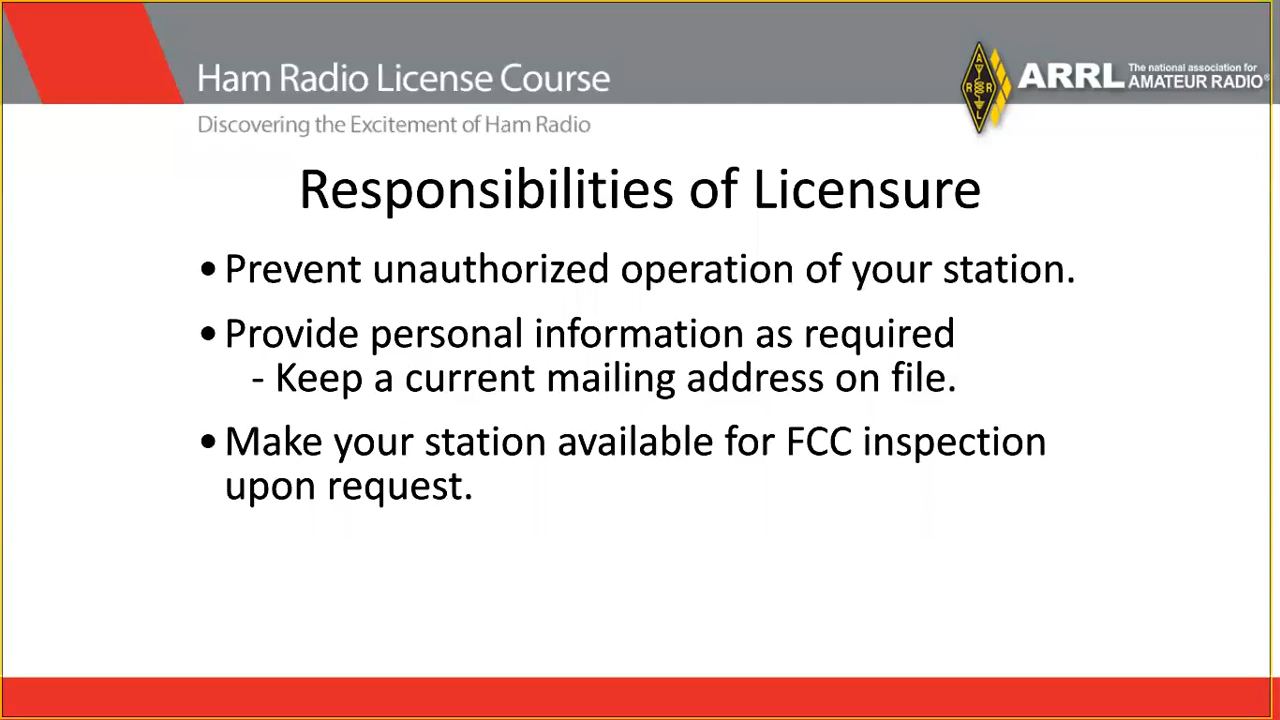 Ham Radio License Course
Discovering the Excitement of Ham Radio
ARRL
The national association for
AMATEUR RADIO®
Responsibilities of Licensure
• Prevent unauthorized operation of your station.
• Provide personal information as required
- Keep a current mailing address on file.
• Make your station available for FCC inspection
upon request.